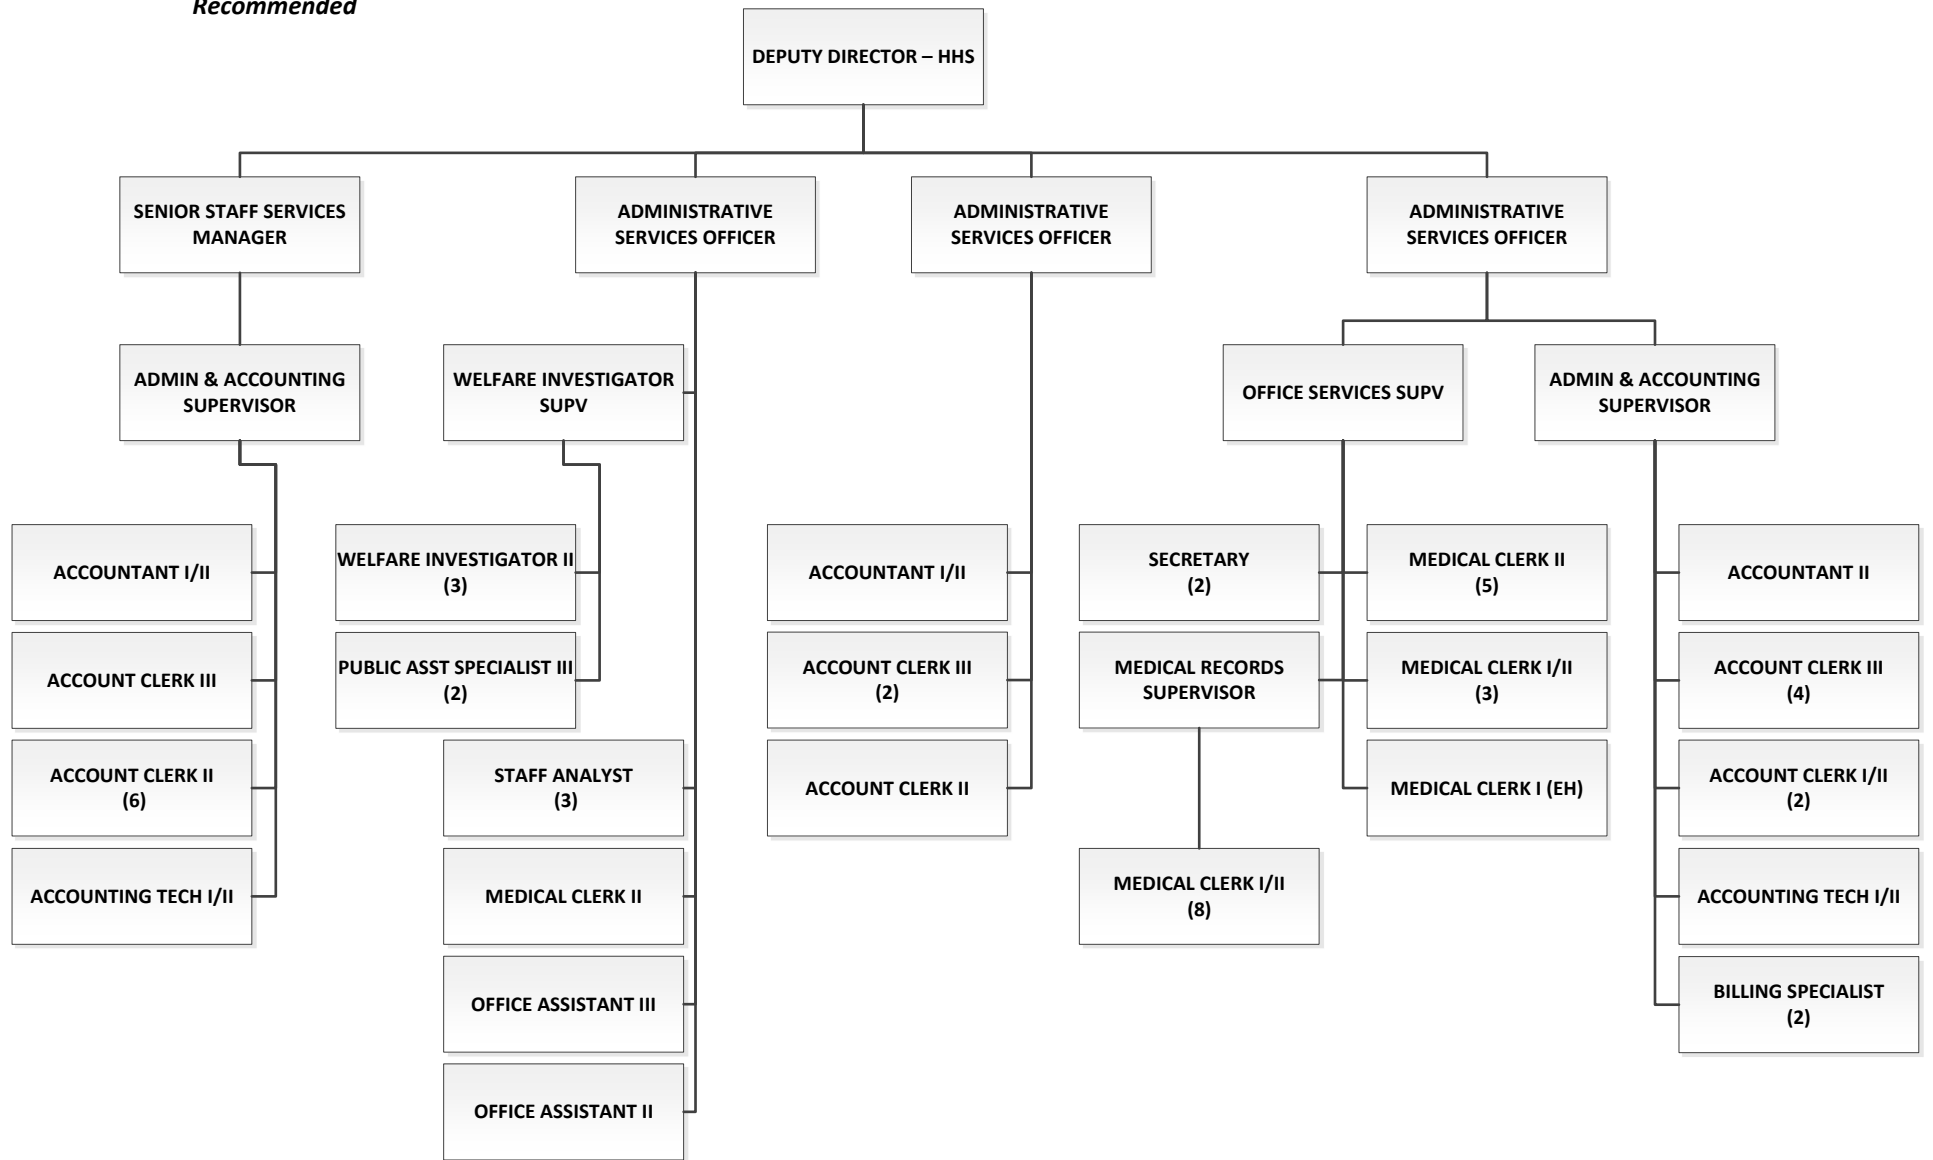 Recommended
DEPUTY DIRECTOR – HHS
SENIOR STAFF SERVICES
MANAGER
ADMINISTRATIVE
SERVICES OFFICER
ADMINISTRATIVE
SERVICES OFFICER
ADMINISTRATIVE
SERVICES OFFICER
ADMIN & ACCOUNTING
SUPERVISOR
WELFARE INVESTIGATOR
SUPV
OFFICE SERVICES SUPV
ADMIN & ACCOUNTING
SUPERVISOR
ACCOUNTANT I/II
WELFARE INVESTIGATOR II
(3)
ACCOUNTANT I/II
SECRETARY
(2)
MEDICAL CLERK II
(5)
ACCOUNTANT II
ACCOUNT CLERK III
PUBLIC ASST SPECIALIST III
(2)
ACCOUNT CLERK III
(2)
MEDICAL RECORDS
SUPERVISOR
MEDICAL CLERK I/II
(3)
ACCOUNT CLERK III
(4)
ACCOUNT CLERK II
(6)
STAFF ANALYST
(3)
ACCOUNT CLERK II
MEDICAL CLERK I (EH)
ACCOUNT CLERK I/II
(2)
ACCOUNTING TECH I/II
MEDICAL CLERK II
MEDICAL CLERK I/II
(8)
ACCOUNTING TECH I/II
OFFICE ASSISTANT III
BILLING SPECIALIST
(2)
OFFICE ASSISTANT II